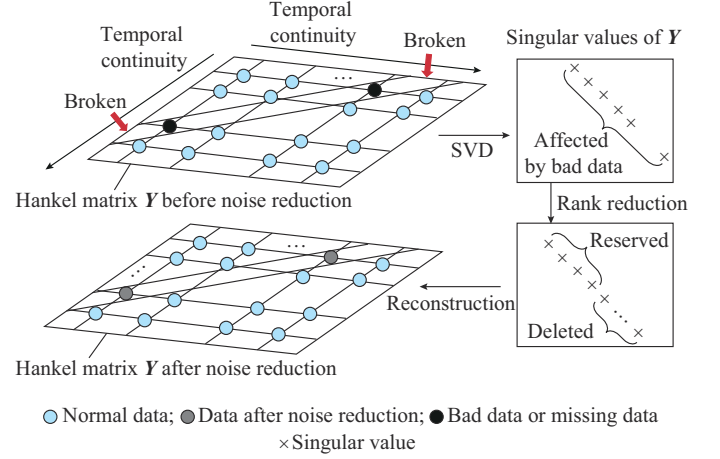 Temporal
continuity
Temporal
continuity
Broken
Broken
...
Singular values of Y
Affected
by bad data
SVD
Hankel matrix Y before noise reduction
Rank reduction
...
...
Reserved
Deleted
...
Reconstruction
Hankel matrix Y after noise reduction
Normal data; Data after noise reduction; Bad data or missing data
×Singular value